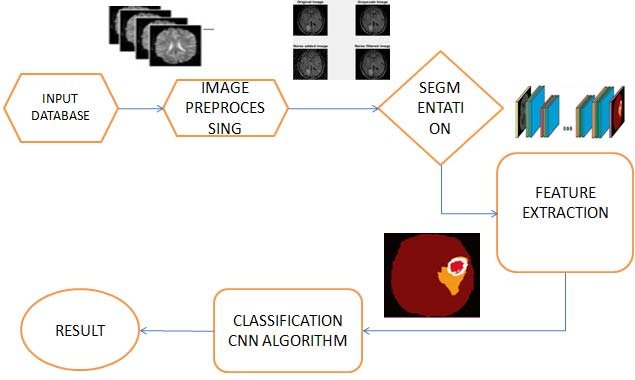 Original image
Grayscale image
Noise added image
Noise filtered image
INPUT
DATABASE
IMAGE
PREPROCES
SING
SEGM
ENTATI
ON
FEATURE
EXTRACTION
CLASSIFICATION
CNN ALGORITHM
RESULT